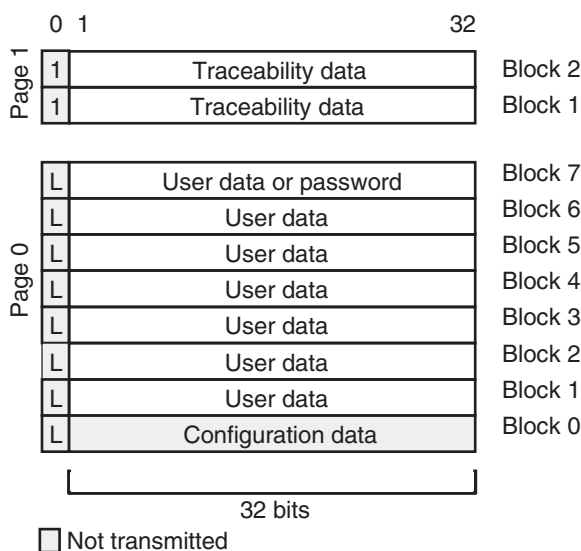 0 1 32
Page 1
1 Traceability data Block 2
1 Traceability data Block 1
Page 0
L User data or password Block 7
L User data Block 6
L User data Block 5
L User data Block 4
L User data Block 3
L User data Block 2
L User data Block 1
L Configuration data Block 0
32 bits
Not transmitted